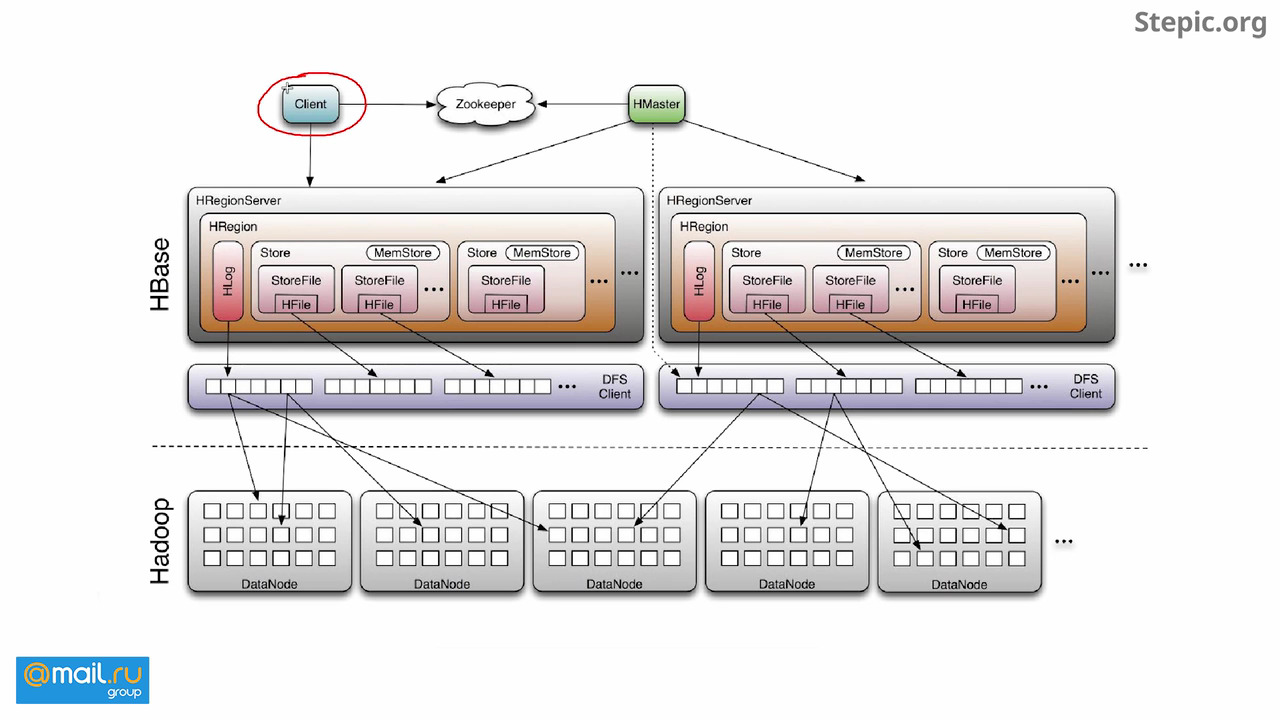 Stepic.org
Client
Zookeeper
HMaster
HBase
HRegionServer
HRegion
HLog
Store
MemStore
StoreFile
HFile
StoreFile
HFile
...
Store
MemStore
StoreFile
HFile
...
...
HRegionServer
HRegion
HLog
Store
MemStore
StoreFile
HFile
StoreFile
HFile
...
Store
MemStore
StoreFile
HFile
...
...
...
...
DFS
Client
...
DFS
Client
Hadoop
DataNode
DataNode
DataNode
DataNode
DataNode
...
@mail.ru
group